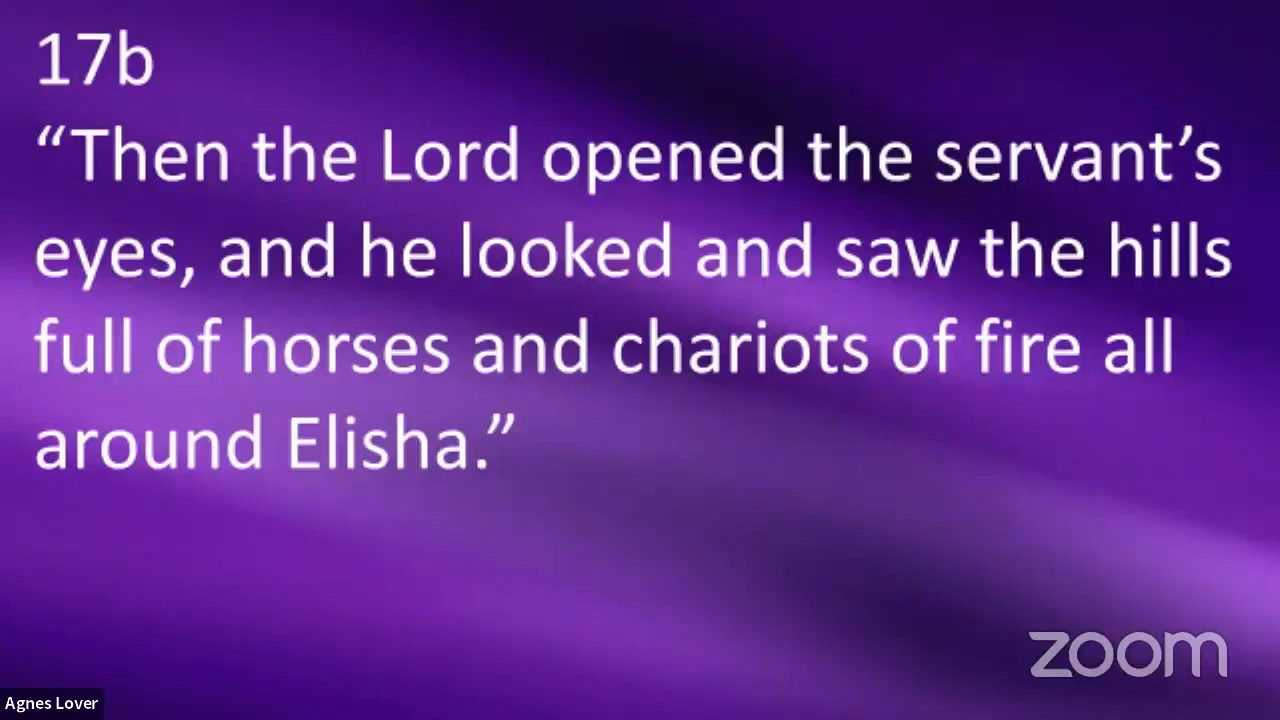 17b
“Then the Lord opened the servant’s
eyes, and he looked and saw the hills
full of horses and chariots of fire all
around Elisha.”
zoom
Agnes Lover